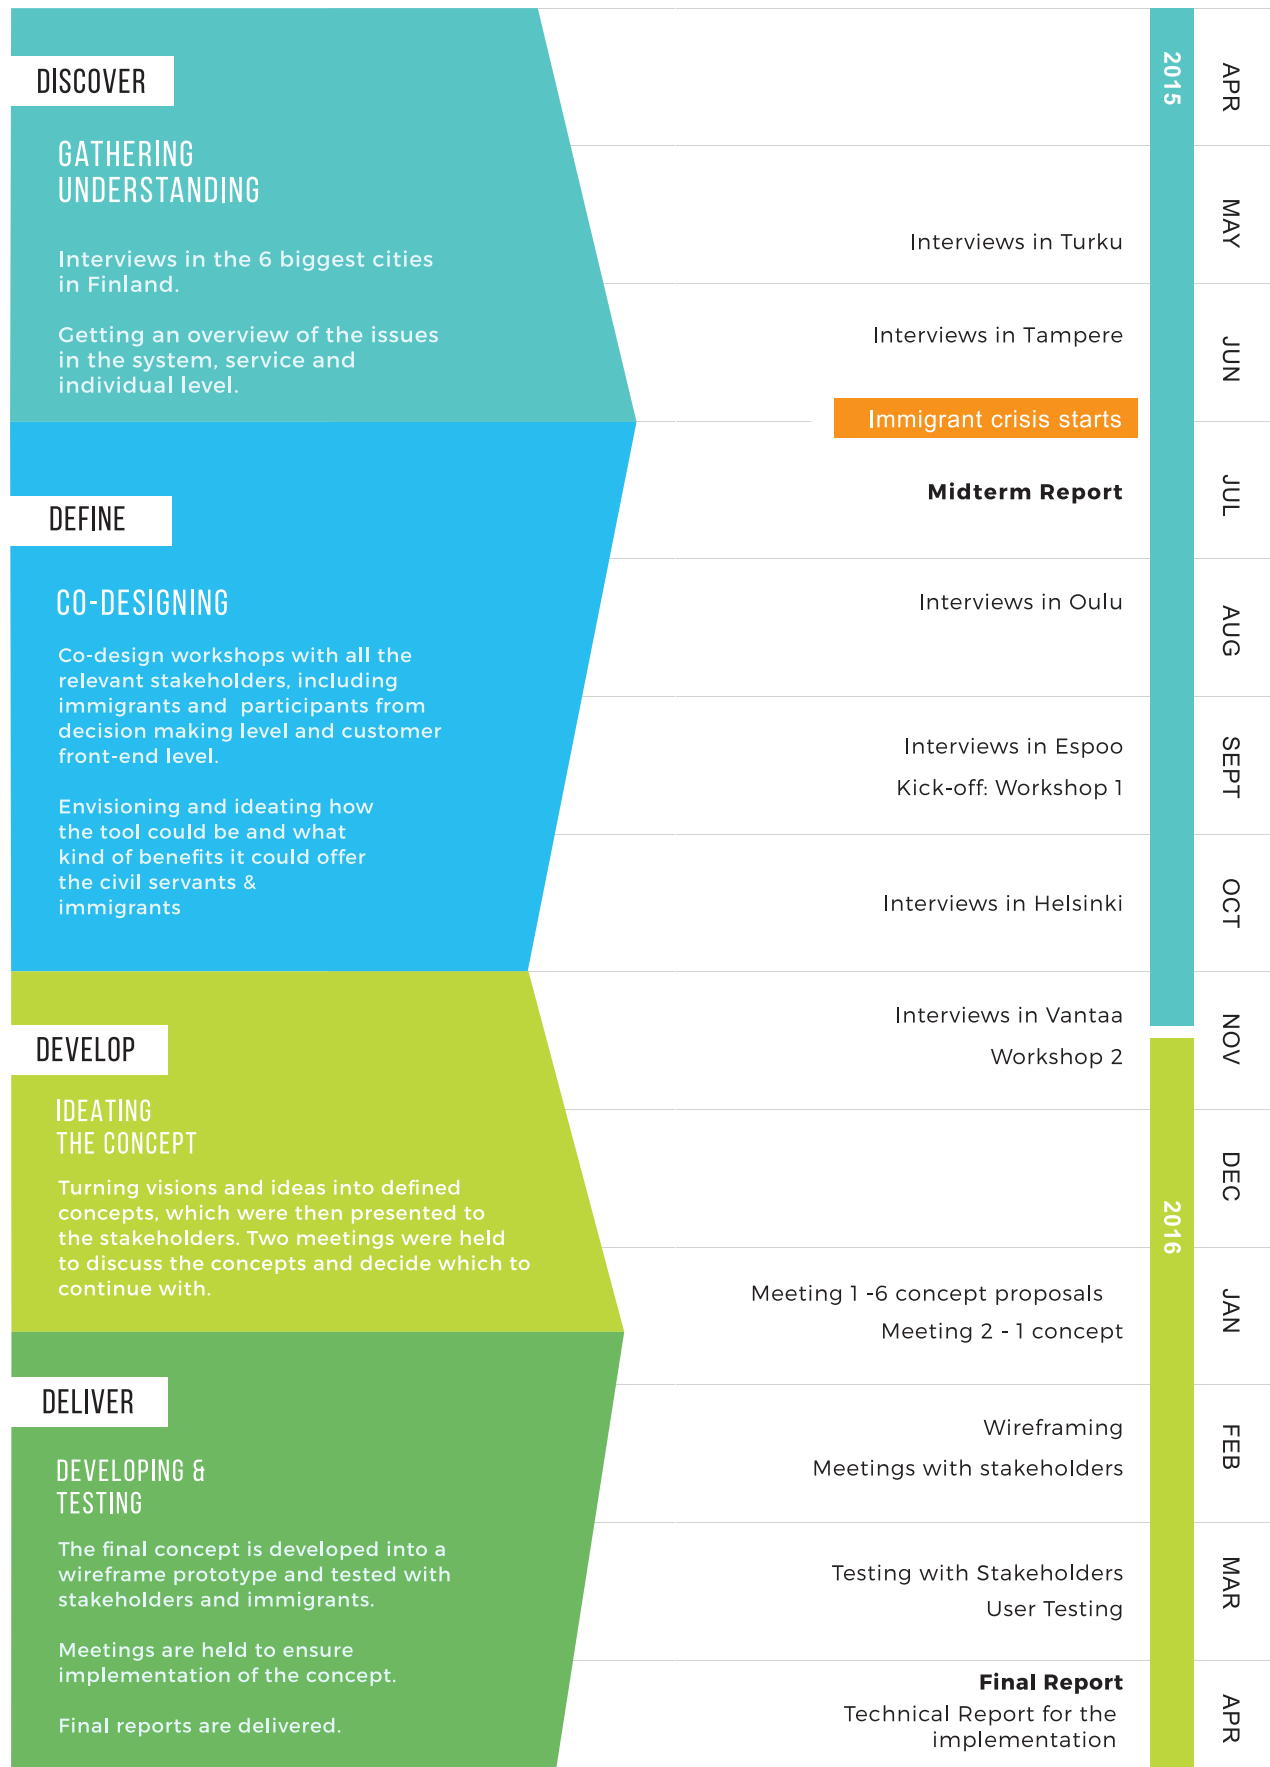 DISCOVER
GATHERING
UNDERSTANDING
Interviews in the 6 biggest cities
in Finland.
Getting an overview of the issues
in the system, service and
individual level.
DEFINE
CO-DESIGNING
Co-design workshops with all the
relevant stakeholders, including
immigrants and participants from
decision making level and customer
front-end level.
Envisioning and ideating how
the tool could be and what
kind of benefits it could offer
the civil servants &
immigrants
DEVELOP
IDEATING
THE CONCEPT
Turning visions and ideas into defined
concepts, which were then presented to
the stakeholders. Two meetings were held
to discuss the concepts and decide which to
continue with.
DELIVER
DEVELOPING &
TESTING
The final concept is developed into a
wireframe prototype and tested with
stakeholders and immigrants.
Meetings are held to ensure
implementation of the concept.
Final reports are delivered.
2015
APR
Interviews in Turku
MAY
Interviews in Tampere
JUN
Immigrant crisis starts
Midterm Report
JUL
Interviews in Oulu
AUG
Interviews in Espoo
Kick-off: Workshop 1
SEPT
Interviews in Helsinki
OCT
Interviews in Vantaa
Workshop 2
NOV
DEC
2016
Meeting 1 -6 concept proposals
Meeting 2 - 1 concept
JAN
Wireframing
Meetings with stakeholders
FEB
Testing with Stakeholders
User Testing
MAR
Final Report
Technical Report for the
implementation
APR